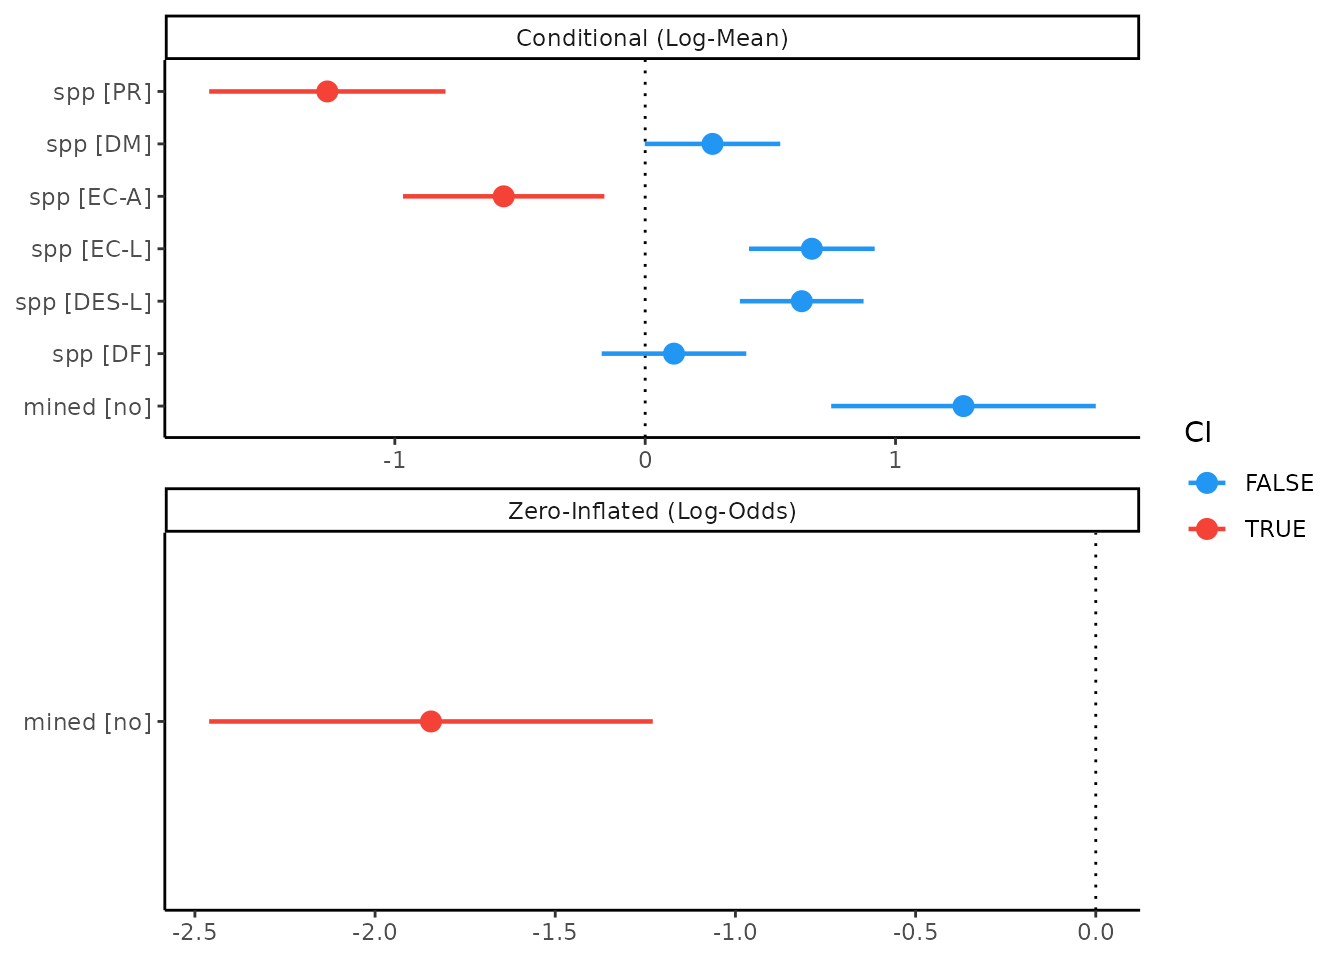 Conditional (Log-Mean)
spp [PR]
spp [DM]
spp [EC-A]
spp [EC-L]
spp [DES-L]
spp [DF]
mined [no]
-1 0 1
Zero-Inflated (Log-Odds)
mined [no]
-2.5 -2.0 -1.5 -1.0 -0.5 0.0
CI
FALSE
TRUE